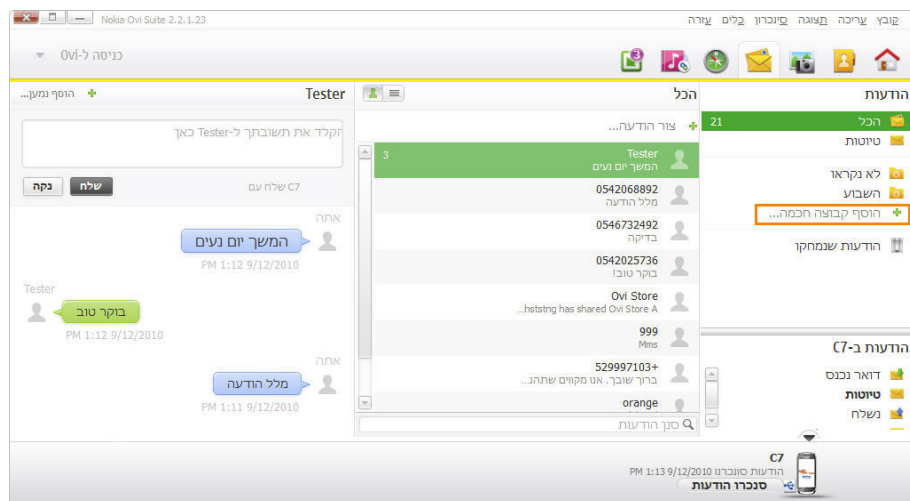 Nokia Ovi Suite 2.2.1.23
קובץ עריכה תצוגה סינכרון כלים עזרה
כניסה ל-Ovi
3
הודעות
הכל 21
טיוטות
לא נקראו
השבוע
הוסף קבוצה חכמה...
הודעות שנמחקו
הודעות ב-C7
דואר נכנס
טיוטות
נשלח
הכל
צור הודעה...
Tester 3
המשך יום נעים
0542068892
מלל הודעה
0546732492
בדיקה
0542025736
בוקר טוב!
Ovi Store
...hststng has shared Ovi Store A
999
Mms
529997103+
ברוך שובך. אנו מקווים שתהנ...
orange
סנן הודעות
Tester
הוסף נמען...
הקלד את תשובתך ל-Tester כאן
שלח עם C7
שלח
נקה
אתה
המשך יום נעים
PM 1:12 9/12/2010
Tester
בוקר טוב
PM 1:12 9/12/2010
אתה
מלל הודעה
PM 1:11 9/12/2010
C7
הודעות סונכרנו 9/12/2010 1:13 PM
סנכרו הודעות